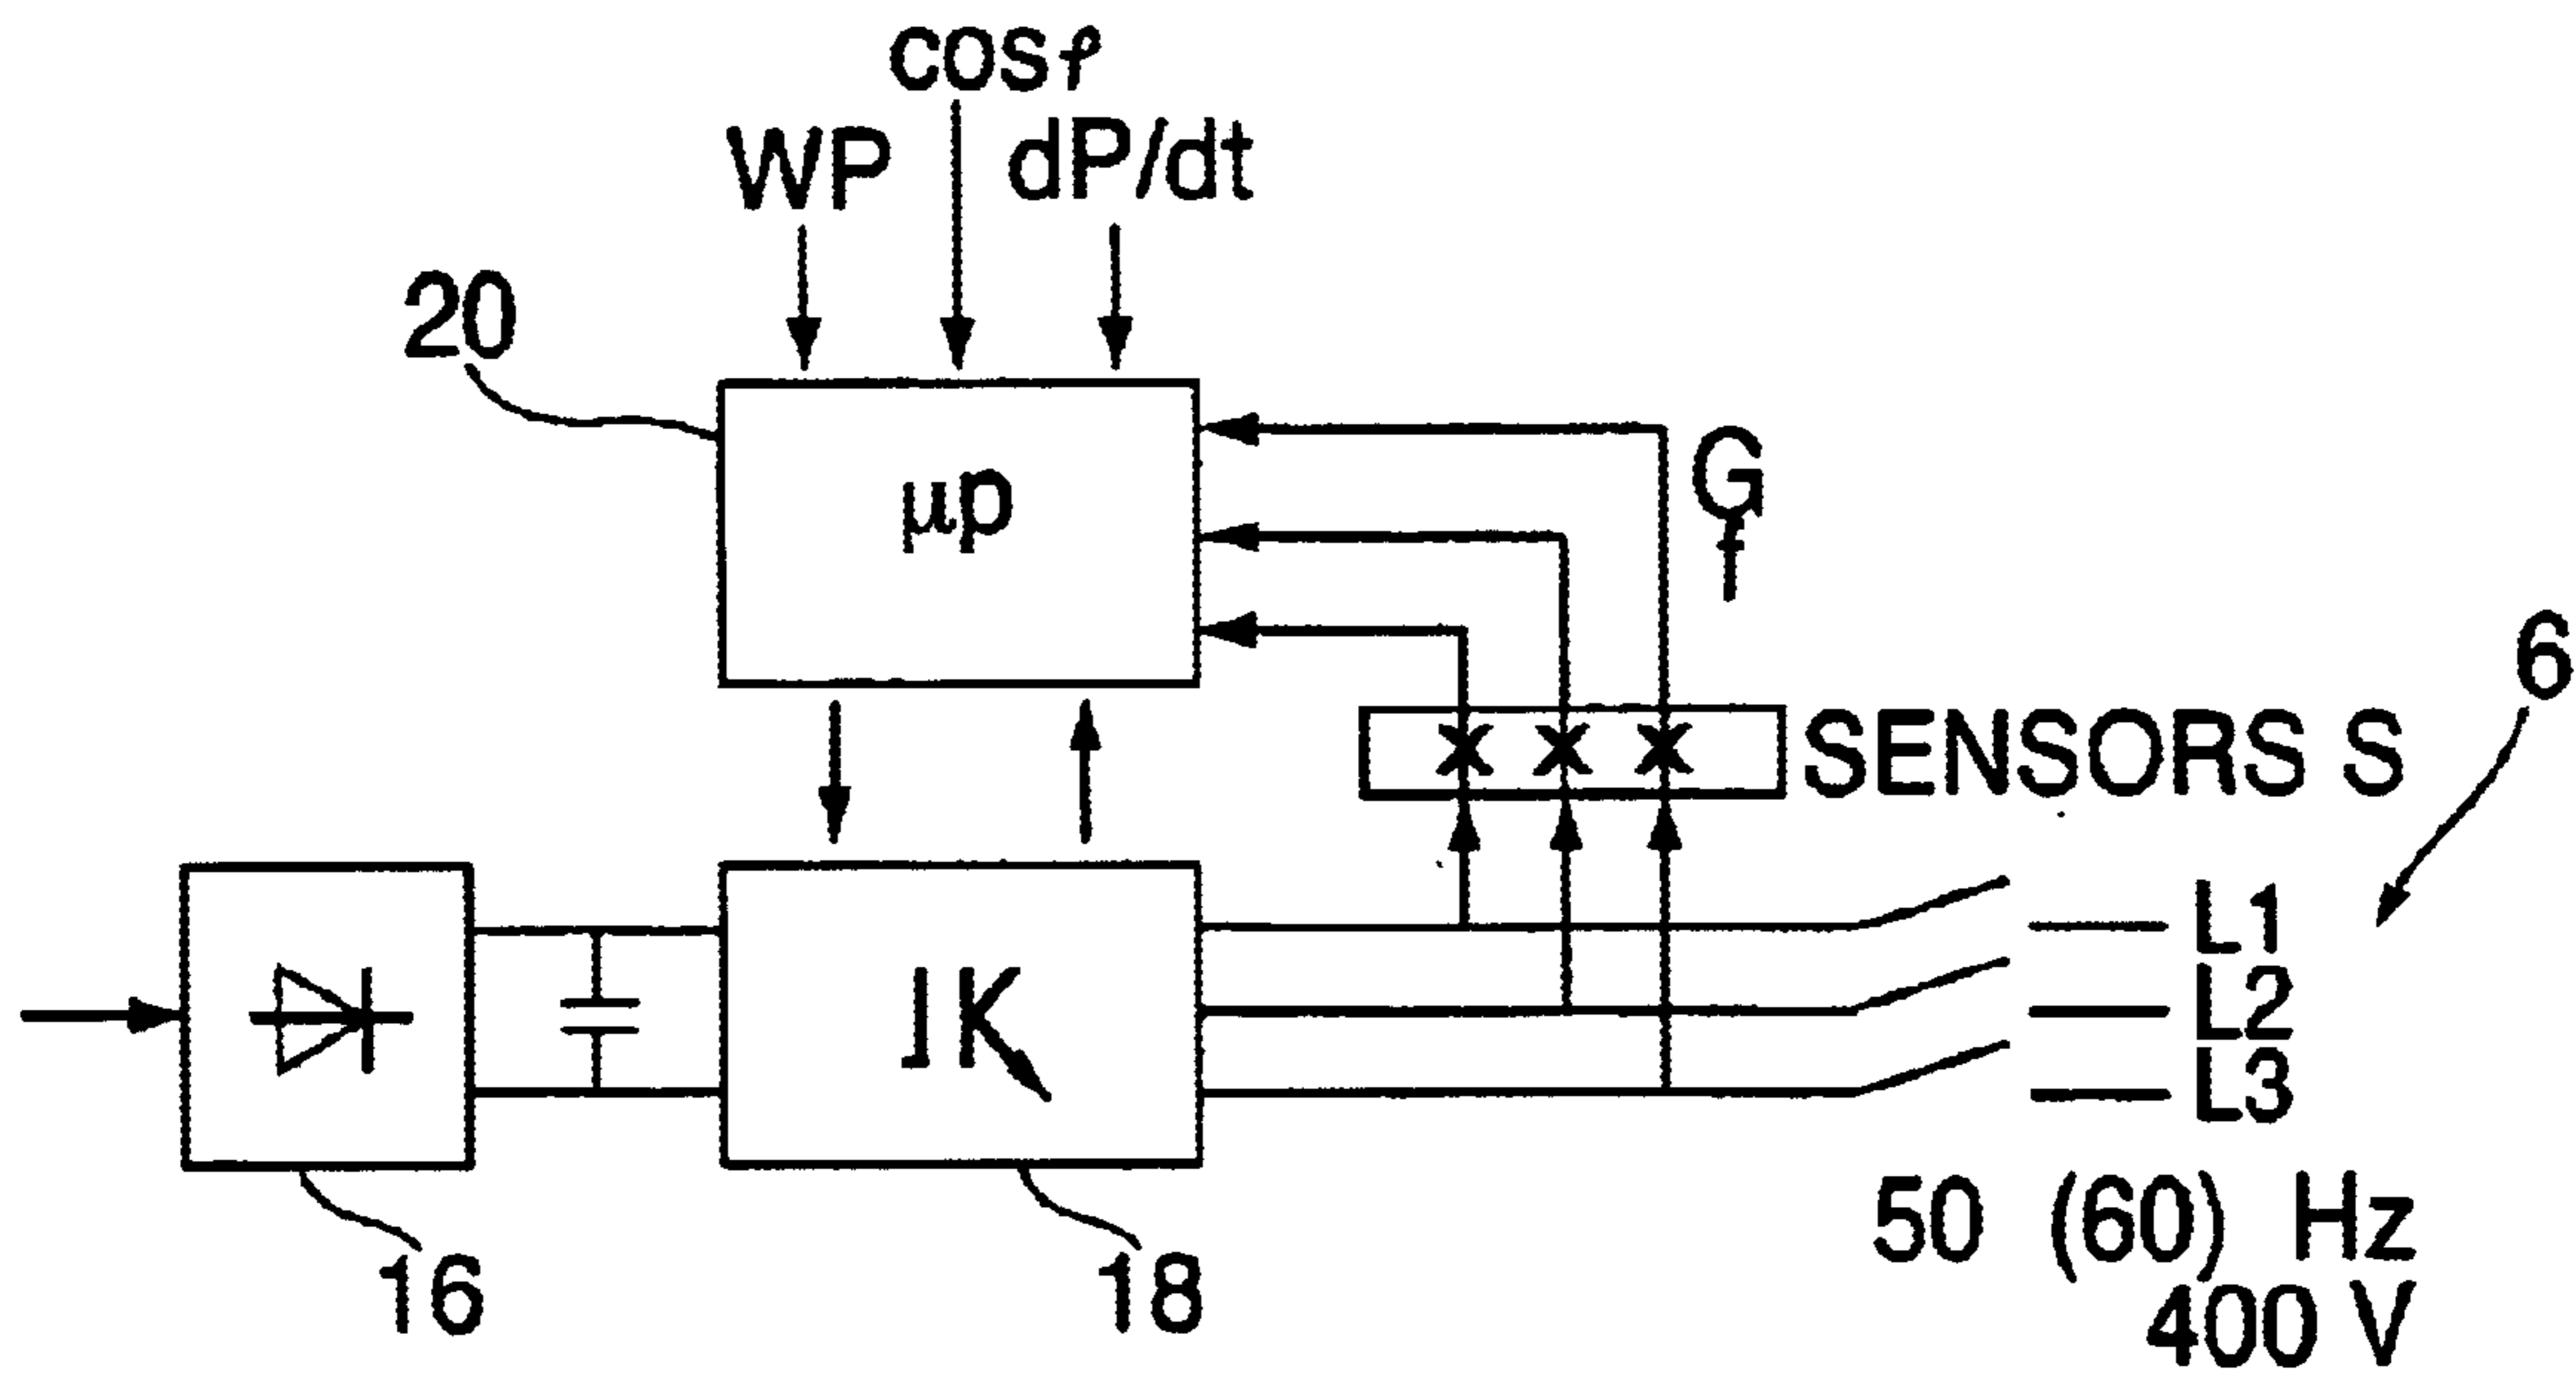 cosφ
WP
dP/dt
20
µp
G
f
6
SENSORS S
L1
L2
L3
16
18
50 (60) Hz
400 V